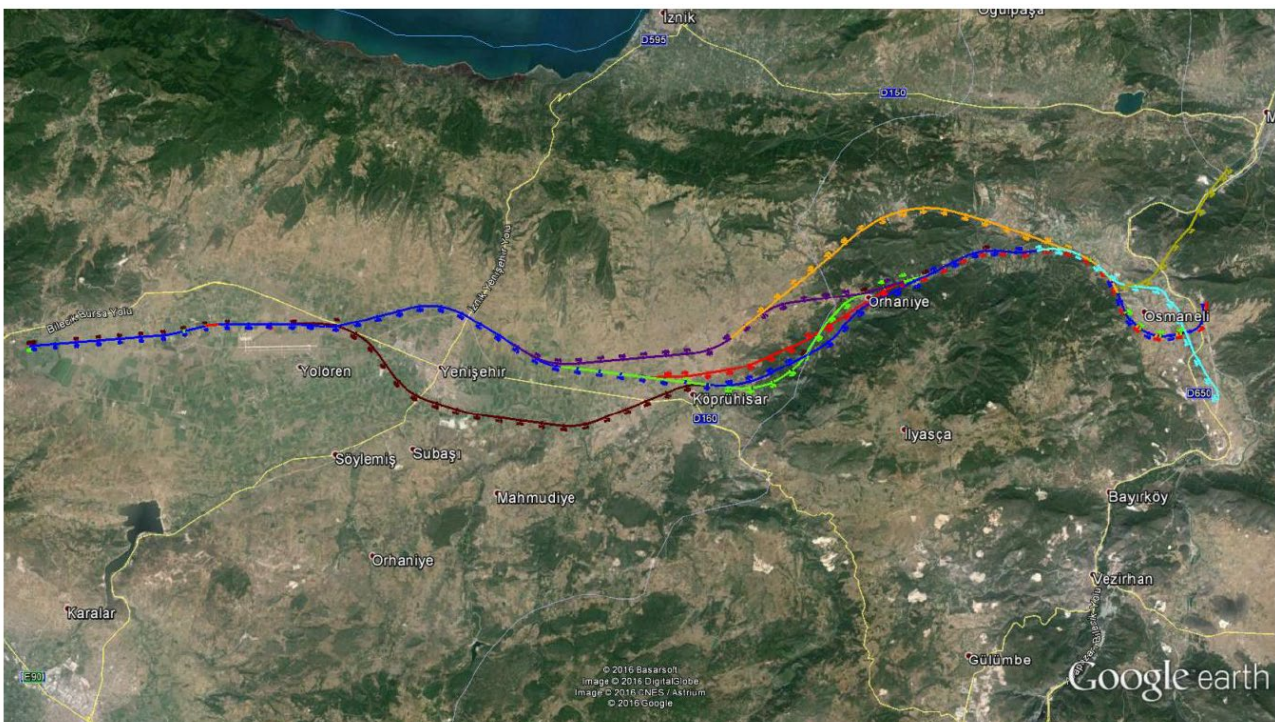 İznik
Oğulpaşa
D595
D150
Bilecik Bursa Yolu
İznik Yenişehir Yolu
Orhaniye
Osmaneli
Yolören
Yenişehir
Köprühisar
D650
D160
İlyasça
Söylemiş
Subaşı
Mahmudiye
Bayırköy
Orhaniye
Vezirhan
Karalar
Gülümbe
E90
© 2016 Basarsoft
Image © 2016 DigitalGlobe
Image © 2016 CNES / Astrium
© 2016 Google
Google earth